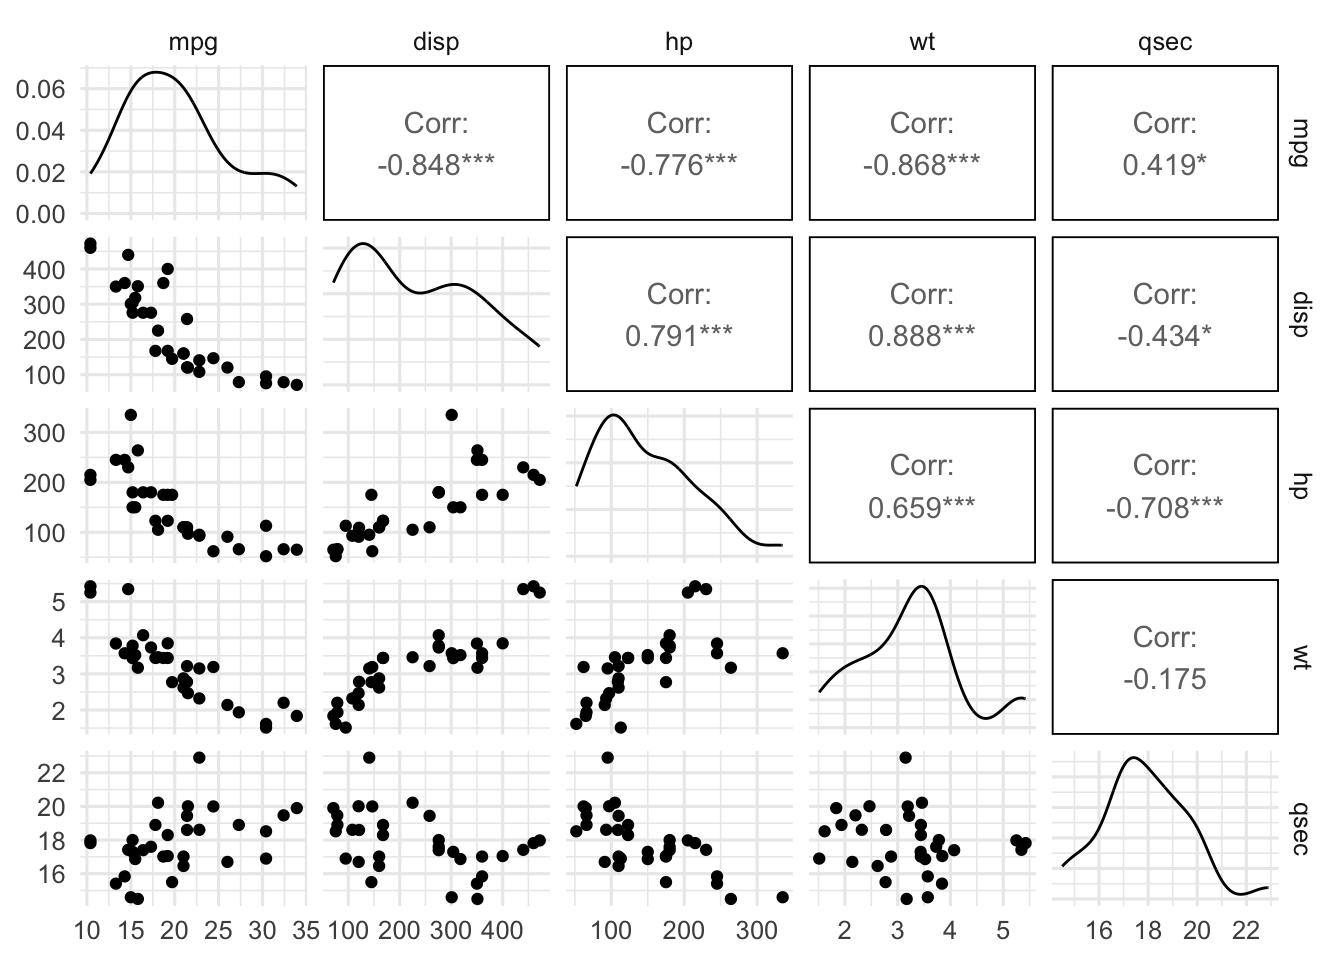 mpg disp hp wt qsec
0.06
0.04
0.02
0.00
Corr:
-0.848***
Corr:
-0.776***
Corr:
-0.868***
Corr:
0.419*
mpg
400
300
200
100
Corr:
0.791***
Corr:
0.888***
Corr:
-0.434*
disp
300
200
100
Corr:
0.659***
Corr:
-0.708***
hp
5
4
3
2
Corr:
-0.175
wt
22
20
18
16
qsec
10 15 20 25 30 35 100 200 300 400 100 200 300 2 3 4 5 16 18 20 22